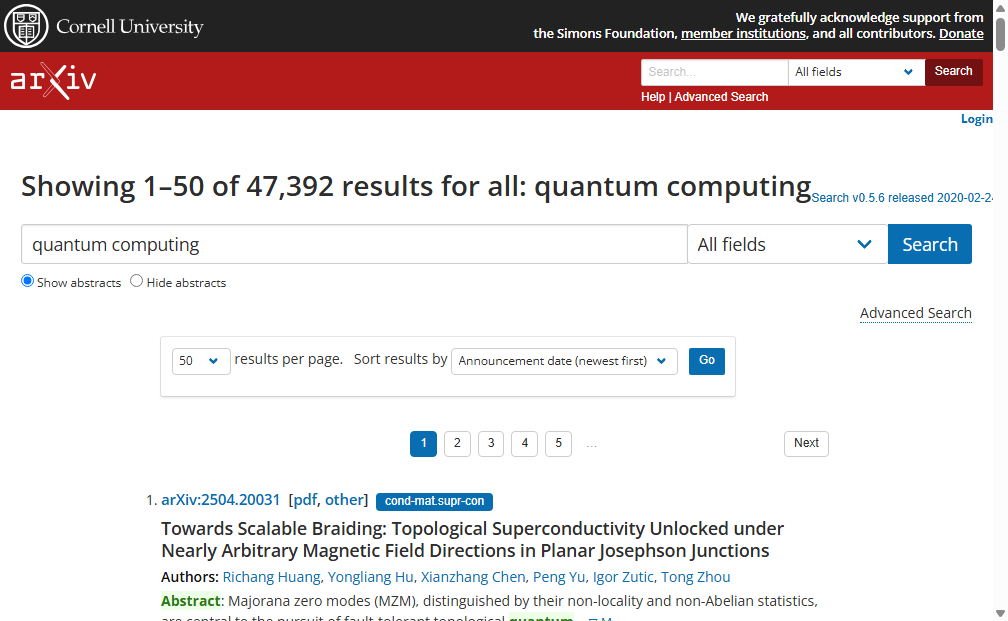 Cornell University
We gratefully acknowledge support from
the Simons Foundation, member institutions, and all contributors. Donate
arXiv
Search...
All fields
Search
Help | Advanced Search
Login
Showing 1–50 of 47,392 results for all: quantum computing
Search v0.5.6 released 2020-02-24
quantum computing
All fields
Search
Show abstracts
Hide abstracts
Advanced Search
50
results per page.
Sort results by
Announcement date (newest first)
Go
1 2 3 4 5 …
Next
1. arXiv:2504.20031 [pdf, other] cond-mat.supr-con
Towards Scalable Braiding: Topological Superconductivity Unlocked under
Nearly Arbitrary Magnetic Field Directions in Planar Josephson Junctions
Authors: Richang Huang, Yongliang Hu, Xianzhang Chen, Peng Yu, Igor Zutic, Tong Zhou
Abstract: Majorana zero modes (MZM), distinguished by their non-locality and non-Abelian statistics,
are central to the pursuit of fault-tolerant topological quantum